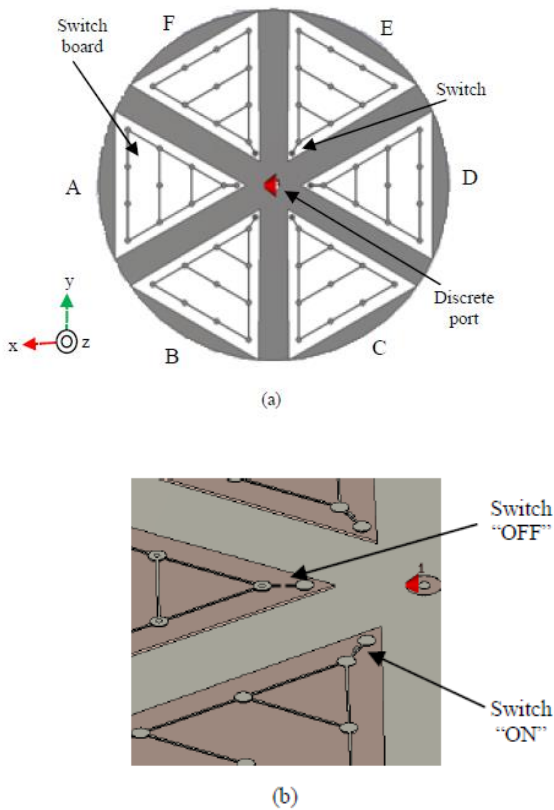 F
E
Switch
board
Switch
A
D
Discrete
port
y
x
z
B
C
(a)
Switch
“OFF”
1
Switch
“ON”
(b)